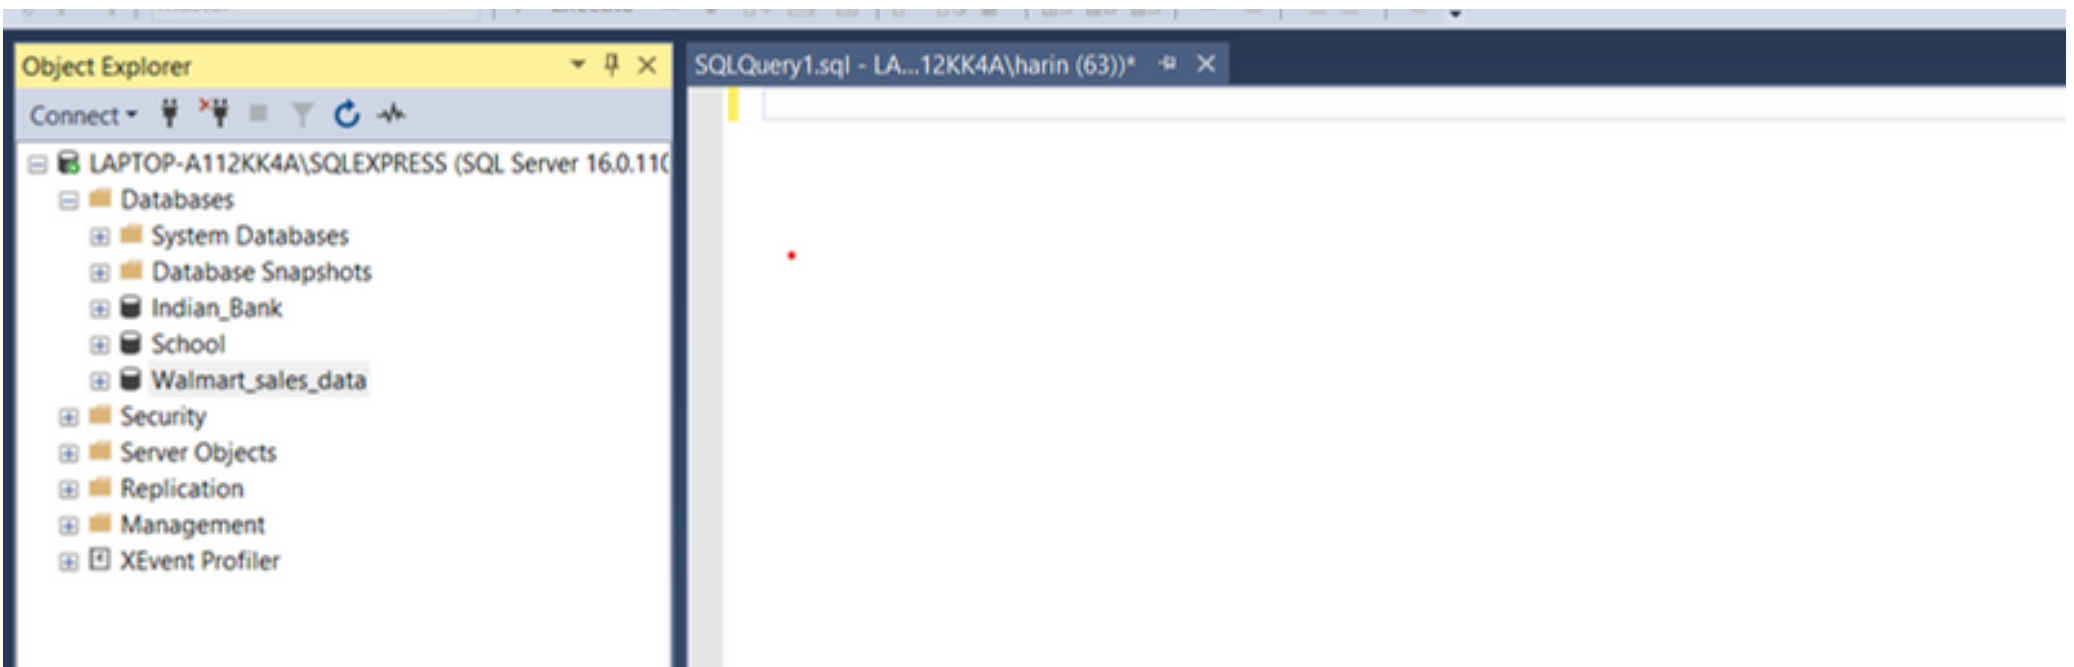 Object Explorer
SQLQuery1.sql - LA...12KK4A\harin (63))*
Connect
LAPTOP-A112KK4A\SQLEXPRESS (SQL Server 16.0.110
Databases
System Databases
Database Snapshots
Indian_Bank
School
Walmart_sales_data
Security
Server Objects
Replication
Management
XEvent Profiler